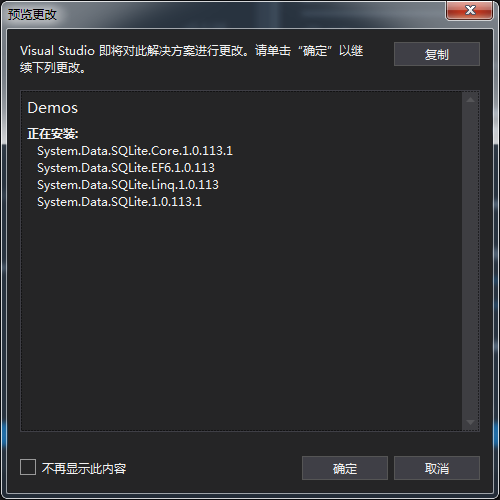 预览更改
Visual Studio 即将对此解决方案进行更改。请单击“确定”以继
续下列更改。
复制
Demos
正在安装:
System.Data.SQLite.Core.1.0.113.1
System.Data.SQLite.EF6.1.0.113
System.Data.SQLite.Linq.1.0.113
System.Data.SQLite.1.0.113.1
不再显示此内容
确定
取消